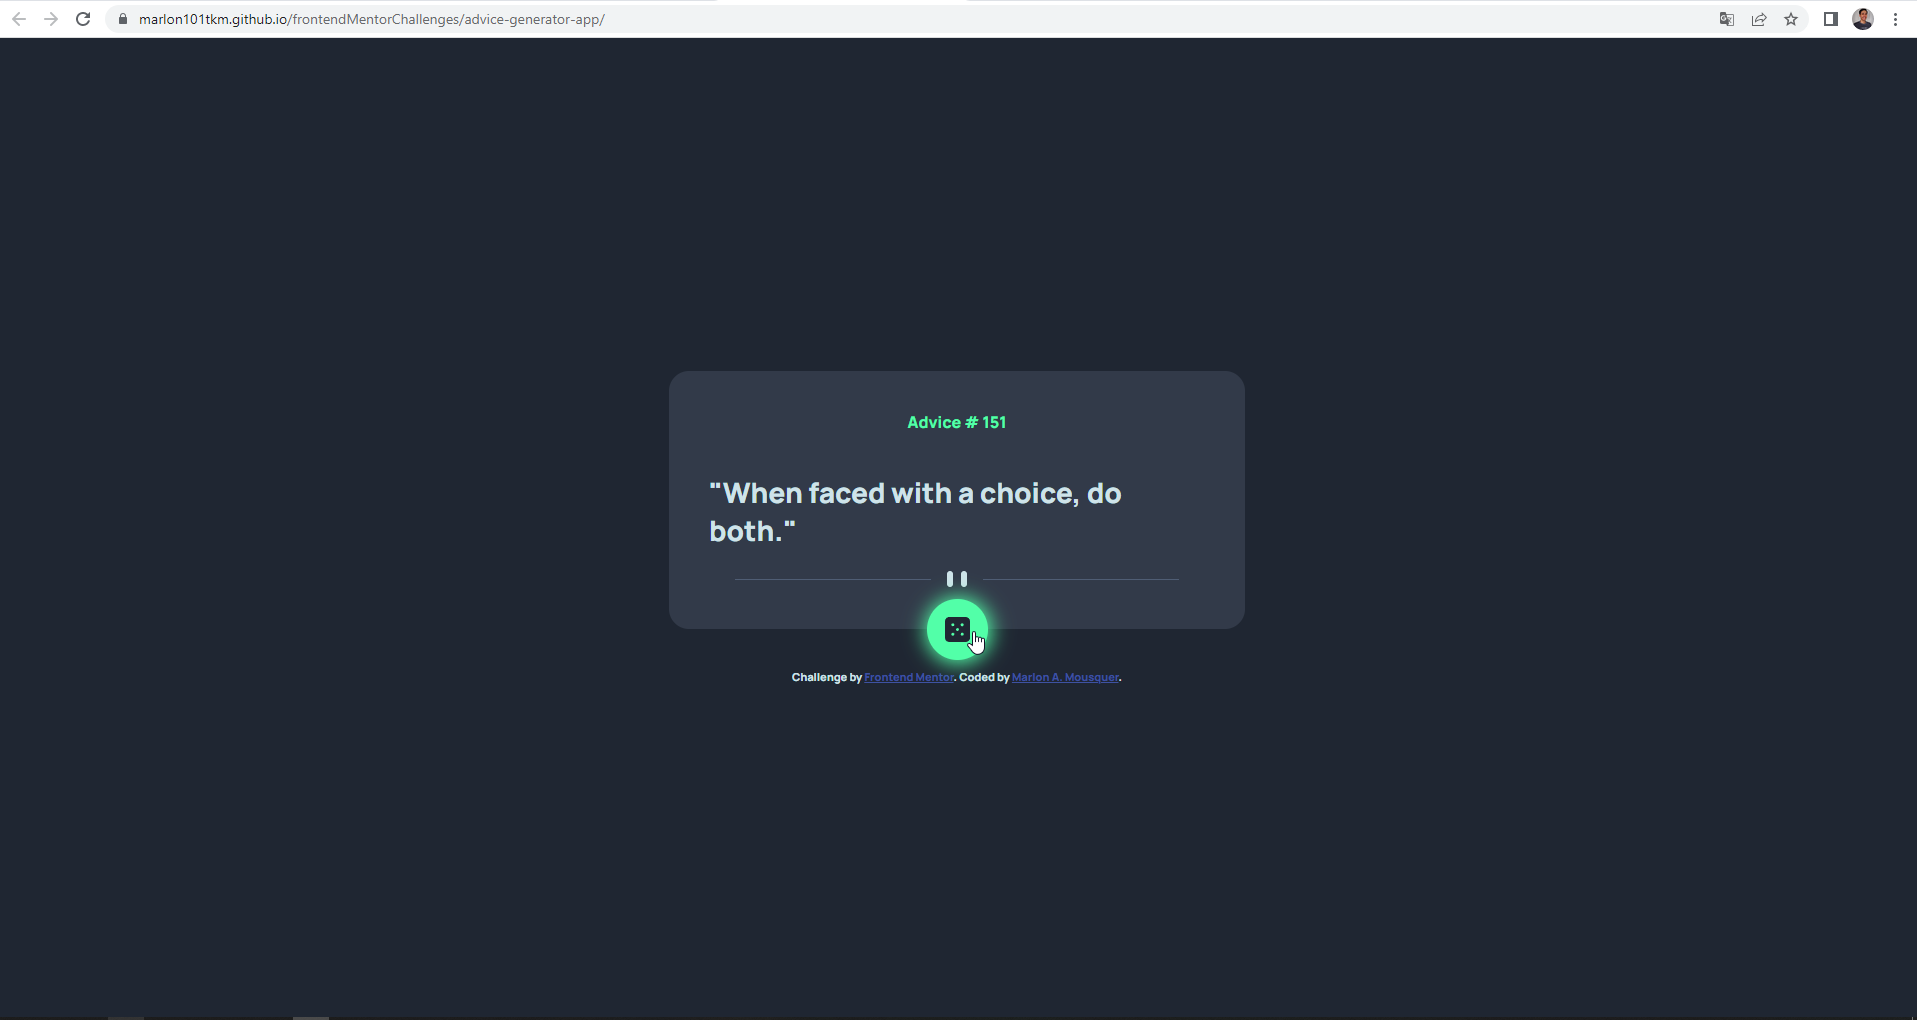 marlon101tkm.github.io/frontendMentorChallenges/advice-generator-app/
Advice # 151
"When faced with a choice, do
both."
Challenge by Frontend Mentor. Coded by Marlon A. Mousquer.